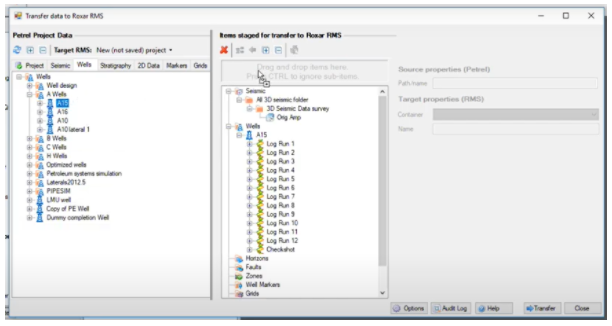 Transfer data to Roxar RMS
Petrel Project Data
Target RMS: New (not saved) project
Project Seismic Wells Stratigraphy 2D Data Markers Grids
Wells
Well design
A Wells
A15
A16
A10
A10 lateral 1
B Wells
C Wells
H Wells
Optimized wells
Petroleum systems simulation
Laterals2012.5
PIPESIM
LMU well
Copy of PE Well
Dummy completion Well
Items staged for transfer to Roxar RMS
Drag and drop items here
Press CTRL to ignore sub-items
Seismic
All 3D seismic folder
3D Seismic Data survey
Orig Amp
Wells
A15
Log Run 1
Log Run 2
Log Run 3
Log Run 4
Log Run 5
Log Run 6
Log Run 7
Log Run 8
Log Run 9
Log Run 10
Log Run 11
Log Run 12
Checkshot
Horizons
Faults
Zones
Well Markers
Grids
Source properties (Petrel)
Path/name
Target properties (RMS)
Container
Name
Options Audit Log Help Transfer Close